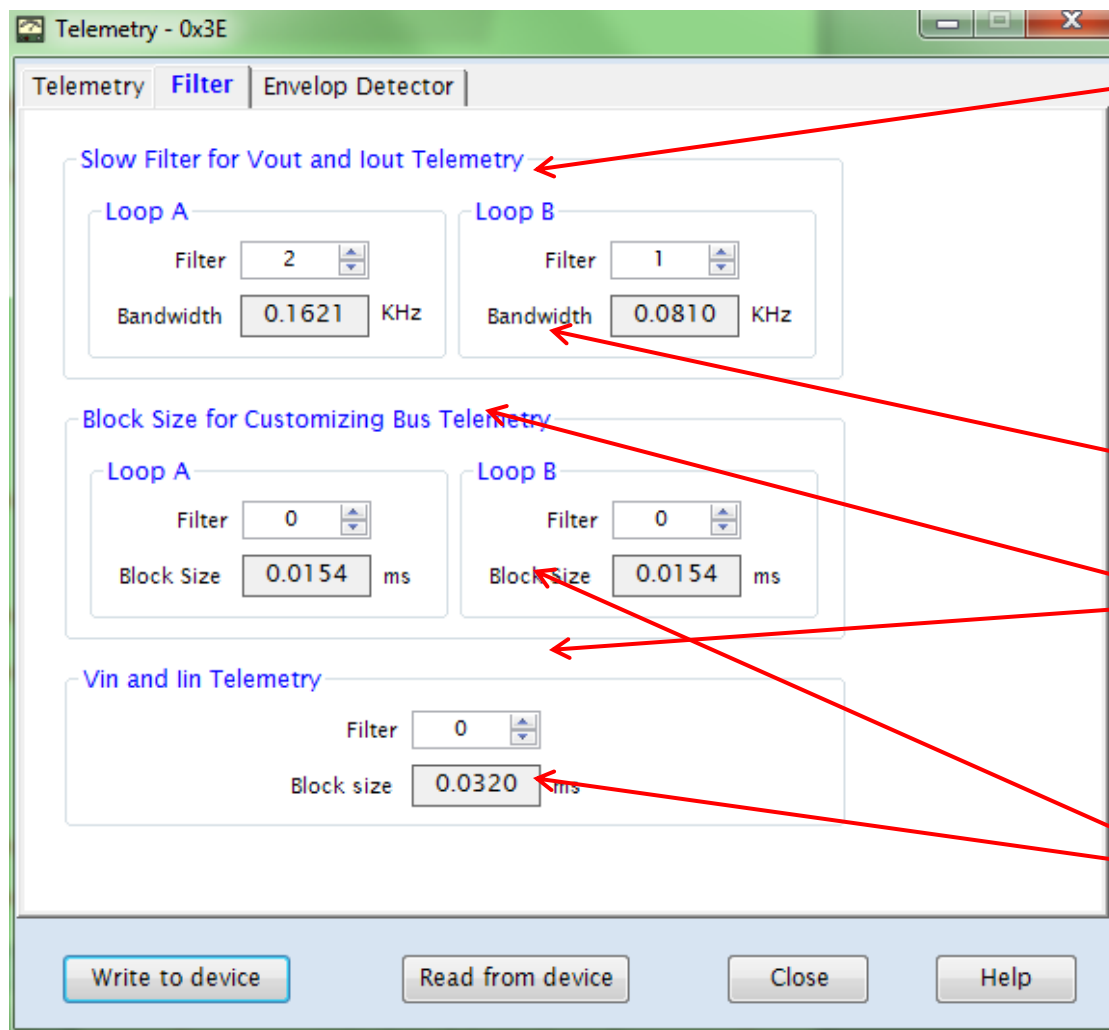 Telemetry - 0x3E
Telemetry Filter Envelop Detector
Slow Filter for Vout and Iout Telemetry
Loop A Loop B
Filter 2 Filter 1
Bandwidth 0.1621 KHz Bandwidth 0.0810 KHz
Block Size for Customizing Bus Telemetry
Loop A Loop B
Filter 0 Filter 0
Block Size 0.0154 ms Block Size 0.0154 ms
Vin and Iin Telemetry
Filter 0
Block size 0.0320 ms
Write to device Read from device Close Help